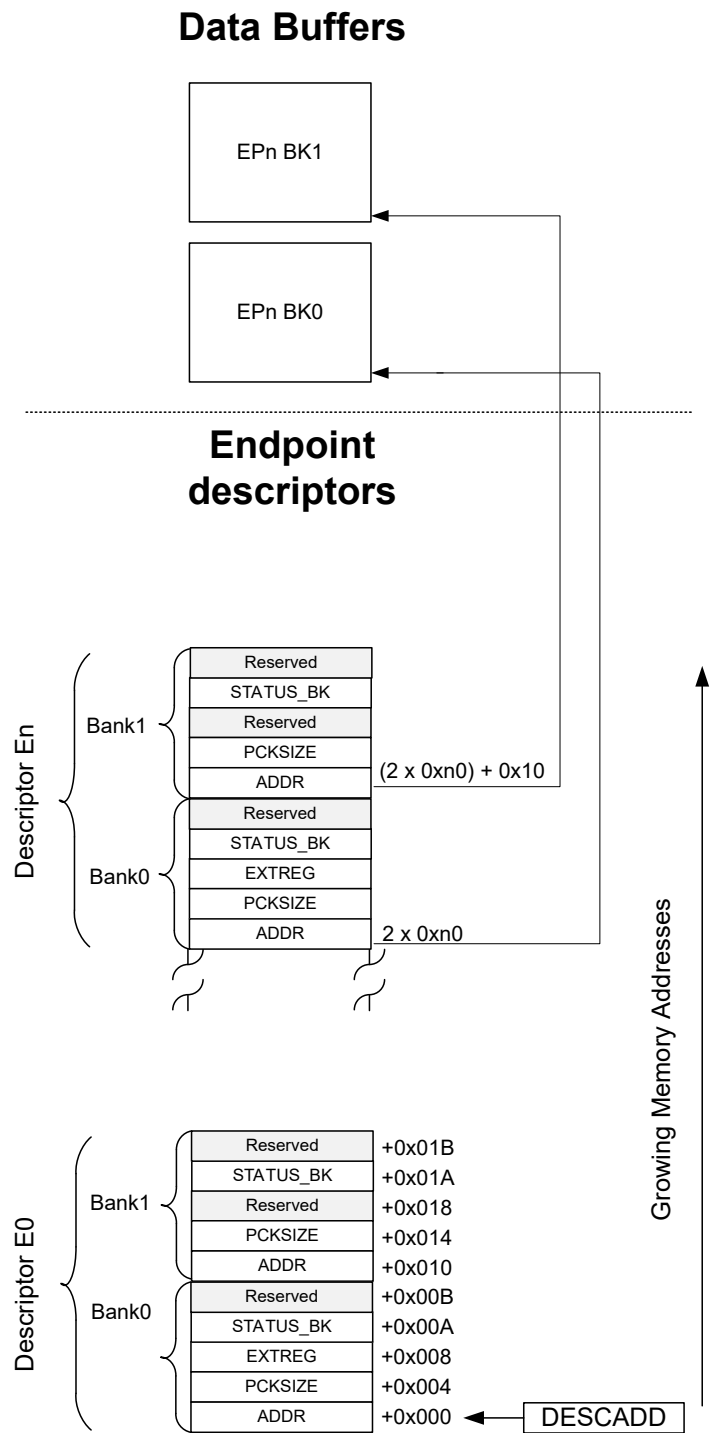 Data Buffers
EPn BK1
EPn BK0
Endpoint
descriptors
Descriptor En
Bank1
Reserved
STATUS_BK
Reserved
PCKSIZE
ADDR
(2 x 0xn0) + 0x10
Bank0
Reserved
STATUS_BK
EXTREG
PCKSIZE
ADDR
2 x 0xn0
Growing Memory Addresses
Descriptor E0
Bank1
Reserved +0x01B
STATUS_BK +0x01A
Reserved +0x018
PCKSIZE +0x014
ADDR +0x010
Bank0
Reserved +0x00B
STATUS_BK +0x00A
EXTREG +0x008
PCKSIZE +0x004
ADDR +0x000
DESCADD